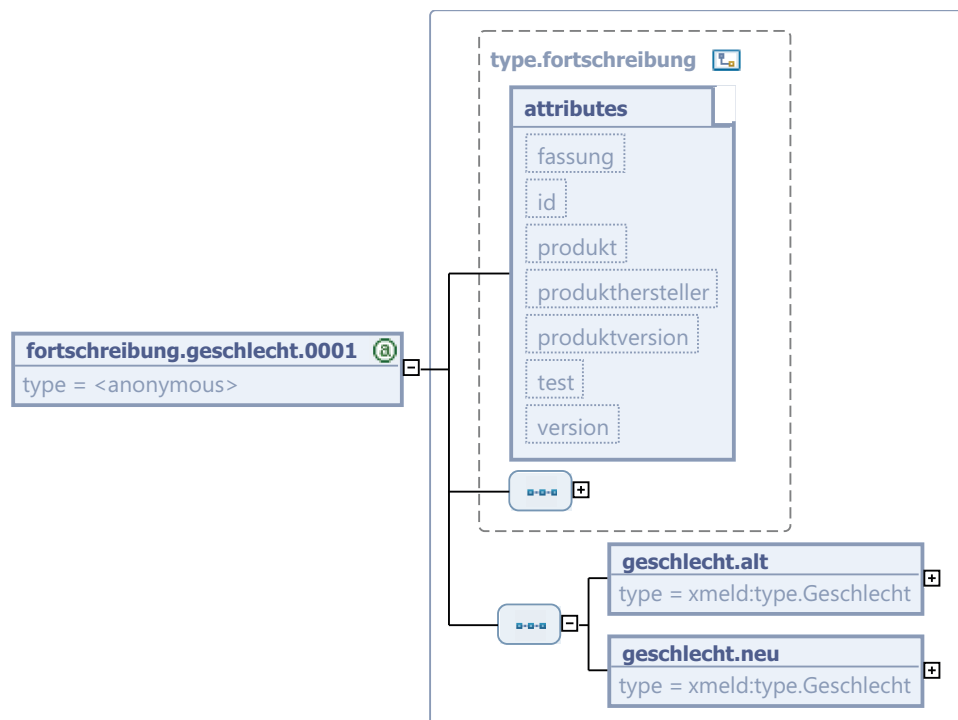 type.fortschreibung
attributes
fassung
id
produkt
produkthersteller
produktversion
test
version
fortschreibung.geschlecht.0001 a
type = <anonymous>
geschlecht.alt
type = xmeld:type.Geschlecht
geschlecht.neu
type = xmeld:type.Geschlecht